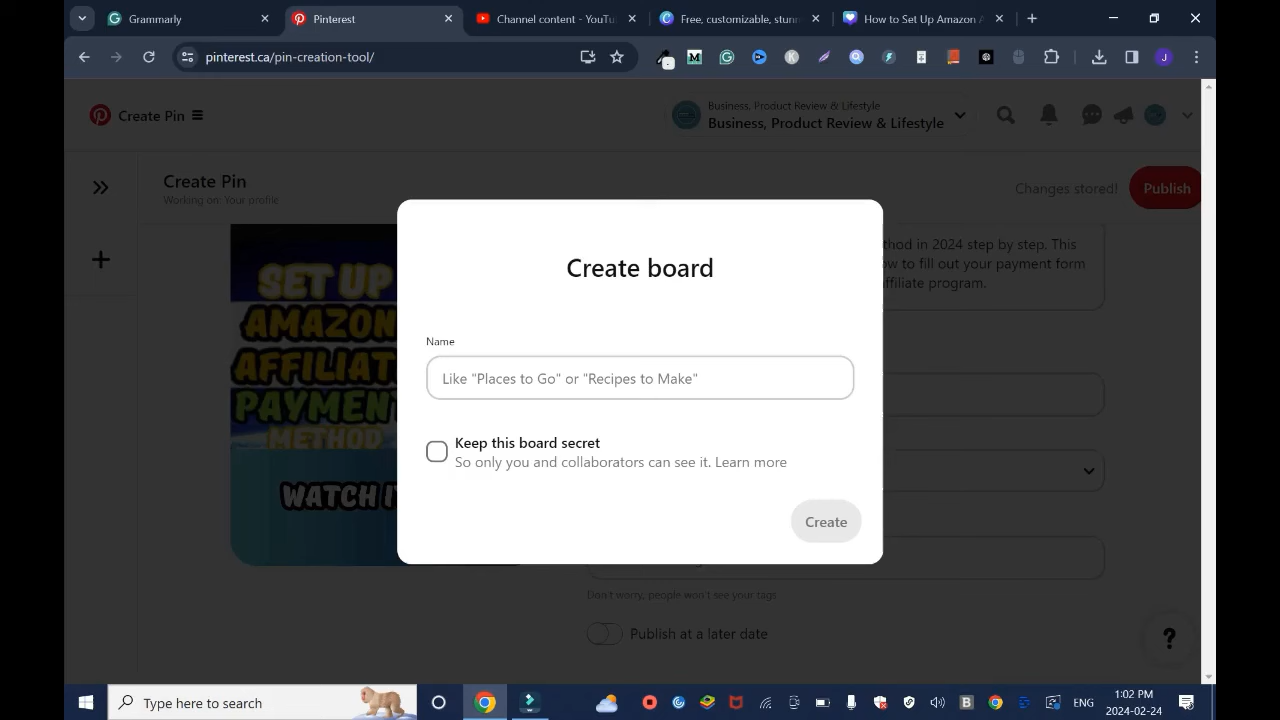 Grammarly
Pinterest
Channel content - YouTu
Free, customizable, stunn
How to Set Up Amazon A
pinterest.ca/pin-creation-tool/
Create Pin
Business, Product Review & Lifestyle
Business, Product Review & Lifestyle
Create Pin
Working on: Your profile
Changes stored!
Publish
SET UP
AMAZON
AFFILIAT
PAYMENT
METHOD
WATCH IT
thod in 2024 step by step. This
w to fill out your payment form
ffiliate program.
Create board
Name
Like "Places to Go" or "Recipes to Make"
Keep this board secret
So only you and collaborators can see it. Learn more
Create
Don't worry, people won't see your tags
Publish at a later date
?
Type here to search
ENG
1:02 PM
2024-02-24